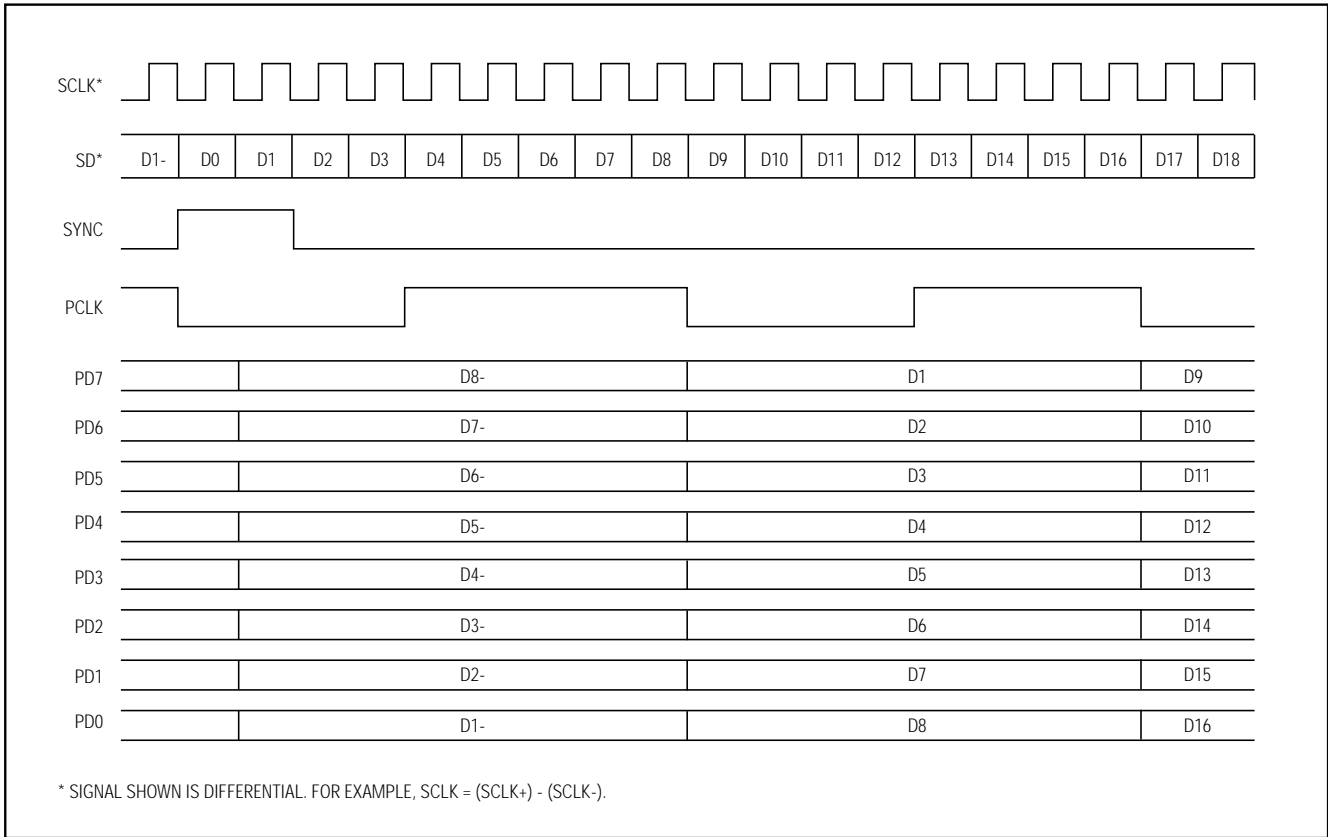 SCLK*
SD* D1- D0 D1 D2 D3 D4 D5 D6 D7 D8 D9 D10 D11 D12 D13 D14 D15 D16 D17 D18
SYNC
PCLK
PD7 D8- D1 D9
PD6 D7- D2 D10
PD5 D6- D3 D11
PD4 D5- D4 D12
PD3 D4- D5 D13
PD2 D3- D6 D14
PD1 D2- D7 D15
PD0 D1- D8 D16
* SIGNAL SHOWN IS DIFFERENTIAL. FOR EXAMPLE, SCLK = (SCLK+) - (SCLK-).